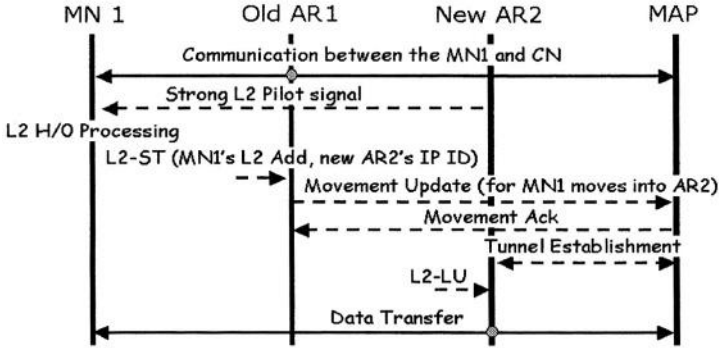 MN 1 Old AR1 New AR2 MAP
Communication between the MN1 and CN
Strong L2 Pilot signal
L2 H/O Processing
L2-ST (MN1's L2 Add, new AR2's IP ID)
Movement Update (for MN1 moves into AR2)
Movement Ack
Tunnel Establishment
L2-LU
Data Transfer